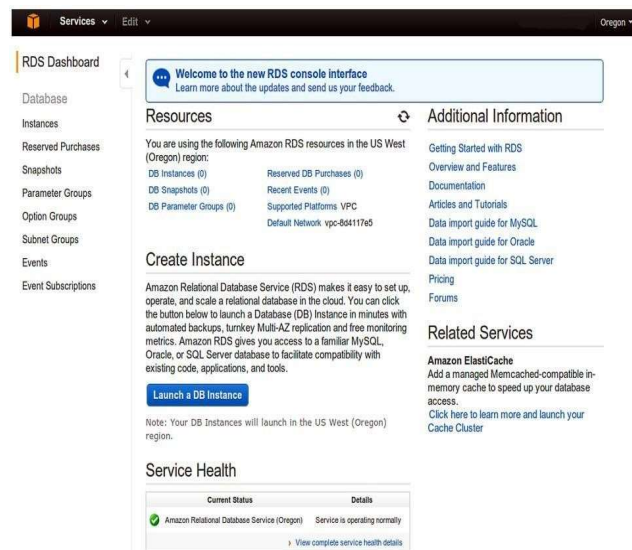 Services Edit Oregon
RDS Dashboard
Database
Instances
Reserved Purchases
Snapshots
Parameter Groups
Option Groups
Subnet Groups
Events
Event Subscriptions
Welcome to the new RDS console interface
Learn more about the updates and send us your feedback.
Resources
You are using the following Amazon RDS resources in the US West
(Oregon) region:
DB Instances (0) Reserved DB Purchases (0)
DB Snapshots (0) Recent Events (0)
DB Parameter Groups (0) Supported Platforms VPC
Default Network vpc-8d4117e5
Create Instance
Amazon Relational Database Service (RDS) makes it easy to set up,
operate, and scale a relational database in the cloud. You can click
the button below to launch a Database (DB) Instance in minutes with
automated backups, turnkey Multi-AZ replication and free monitoring
metrics. Amazon RDS gives you access to a familiar MySQL,
Oracle, or SQL Server database to facilitate compatibility with
existing code, applications, and tools.
Launch a DB Instance
Note: Your DB Instances will launch in the US West (Oregon)
region.
Service Health
Current Status Details
Amazon Relational Database Service (Oregon) Service is operating normally
View complete service health details
Additional Information
Getting Started with RDS
Overview and Features
Documentation
Articles and Tutorials
Data import guide for MySQL
Data import guide for Oracle
Data import guide for SQL Server
Pricing
Forums
Related Services
Amazon ElastiCache
Add a managed Memcached-compatible in-
memory cache to speed up your database
access.
Click here to learn more and launch your
Cache Cluster